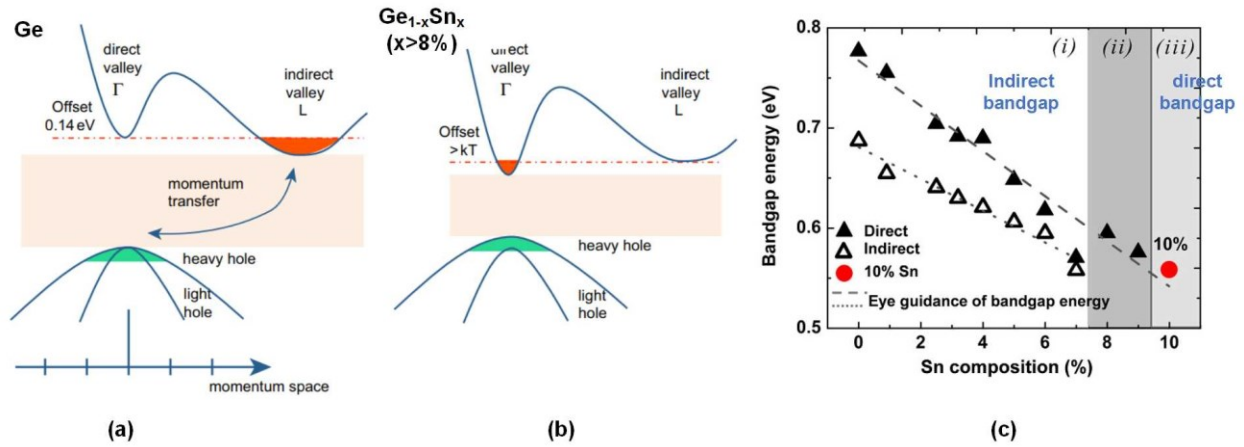 Ge
direct
valley
Γ
indirect
valley
L
Offset
0.14 eV
momentum
transfer
heavy hole
light
hole
momentum space
(a)
Ge1-xSnx
(x>8%)
direct
valley
Γ
indirect
valley
L
Offset
>kT
heavy hole
light
hole
(b)
Bandgap energy (eV)
0.8
0.7
0.6
0.5
(i)
(ii)
(iii)
Indirect
bandgap
direct
bandgap
10%
Direct
Indirect
10% Sn
Eye guidance of bandgap energy
0 2 4 6 8 10
Sn composition (%)
(c)